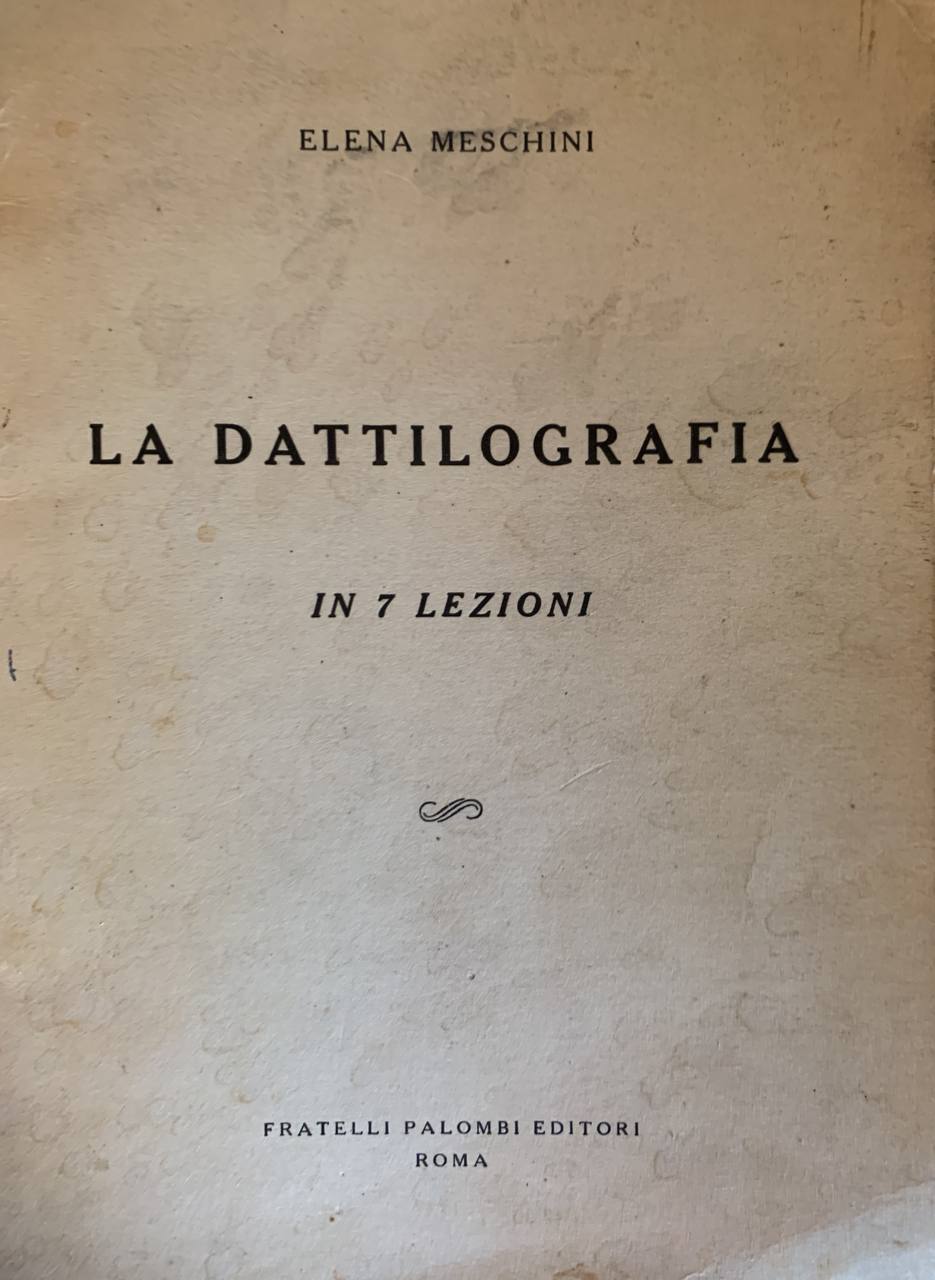 ELENA MESCHINI
LA DATTILOGRAFIA
IN 7 LEZIONI
FRATELLI PALOMBI EDITORI
ROMA